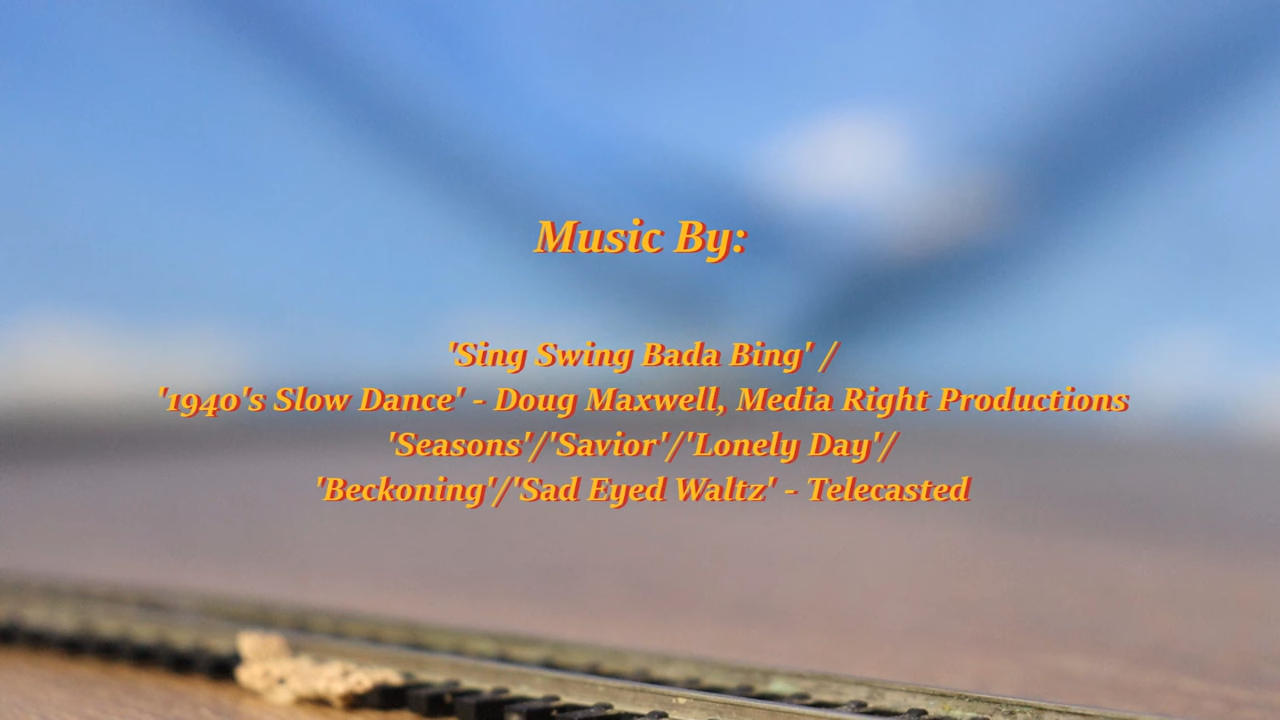 Music By:
'Sing Swing Bada Bing' /
'1940's Slow Dance' - Doug Maxwell, Media Right Productions
'Seasons'/'Savior'/'Lonely Day'/
'Beckoning'/'Sad Eyed Waltz' - Telecasted